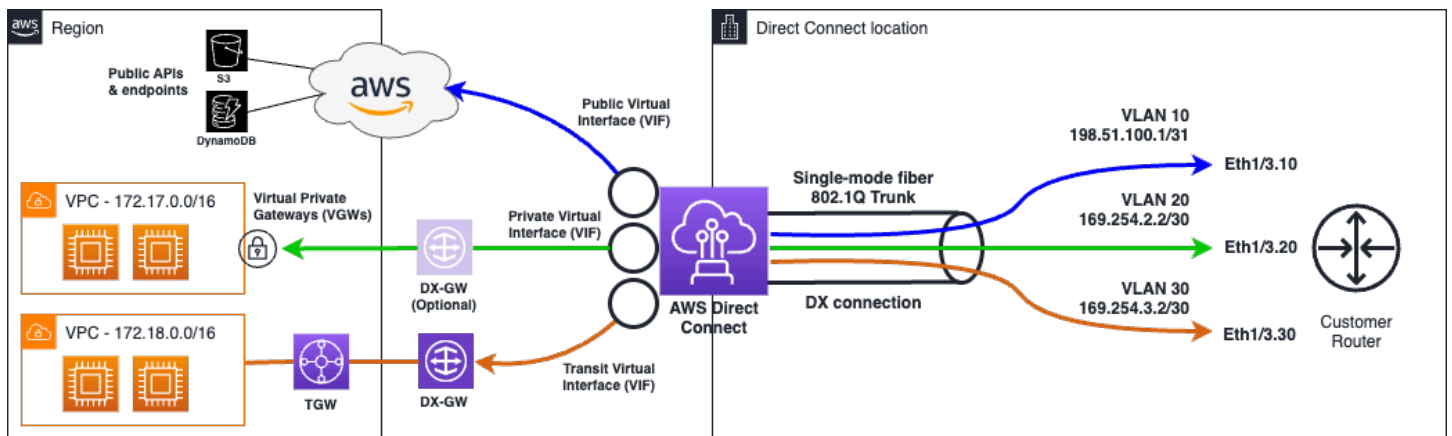 aws
Region
Public APIs
& endpoints
S3
DynamoDB
aws
Public Virtual
Interface (VIF)
VPC - 172.17.0.0/16
Virtual Private
Gateways (VGWs)
DX-GW
(Optional)
Private Virtual
Interface (VIF)
VPC - 172.18.0.0/16
TGW
DX-GW
Transit Virtual
Interface (VIF)
Direct Connect location
AWS Direct
Connect
Single-mode fiber
802.1Q Trunk
DX connection
VLAN 10
198.51.100.1/31
Eth1/3.10
VLAN 20
169.254.2.2/30
Eth1/3.20
VLAN 30
169.254.3.2/30
Eth1/3.30
Customer
Router